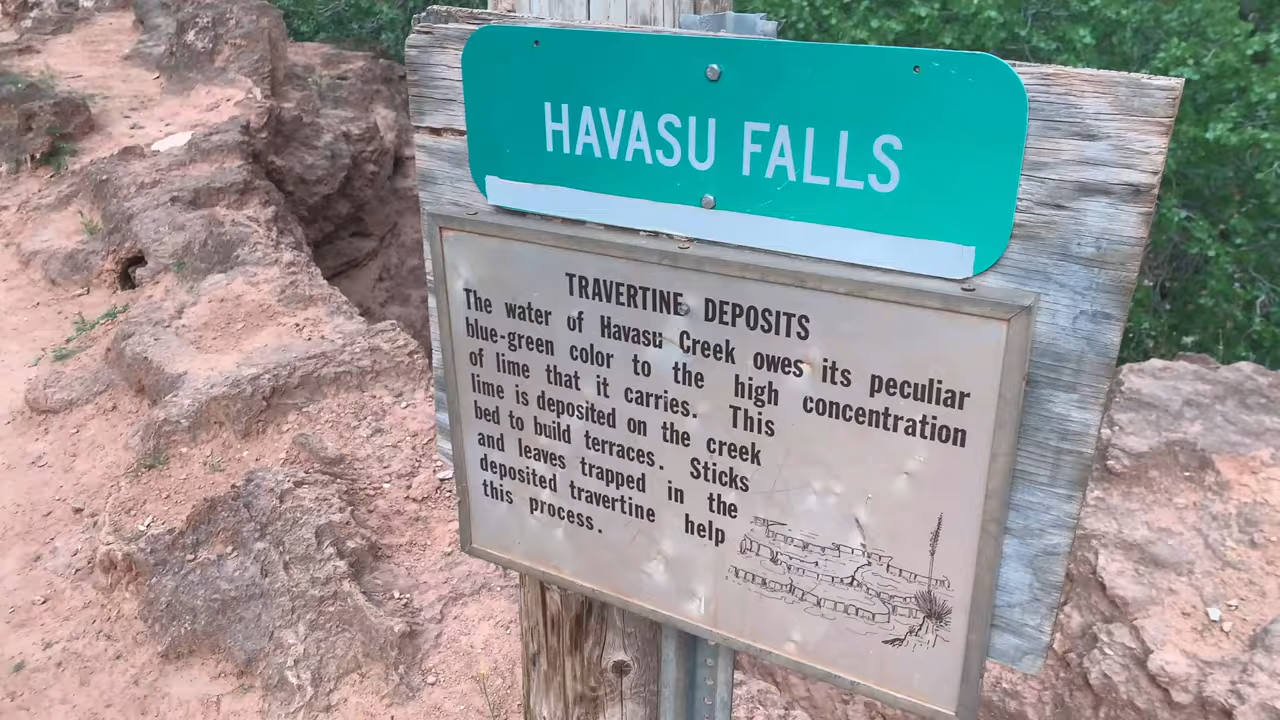 HAVASU FALLS
TRAVERTINE DEPOSITS
The water of Havasu Creek owes its peculiar
blue-green color to the high concentration
of lime that it carries. This
lime is deposited on the creek
bed to build terraces. Sticks
and leaves trapped in the
deposited travertine help
this process.